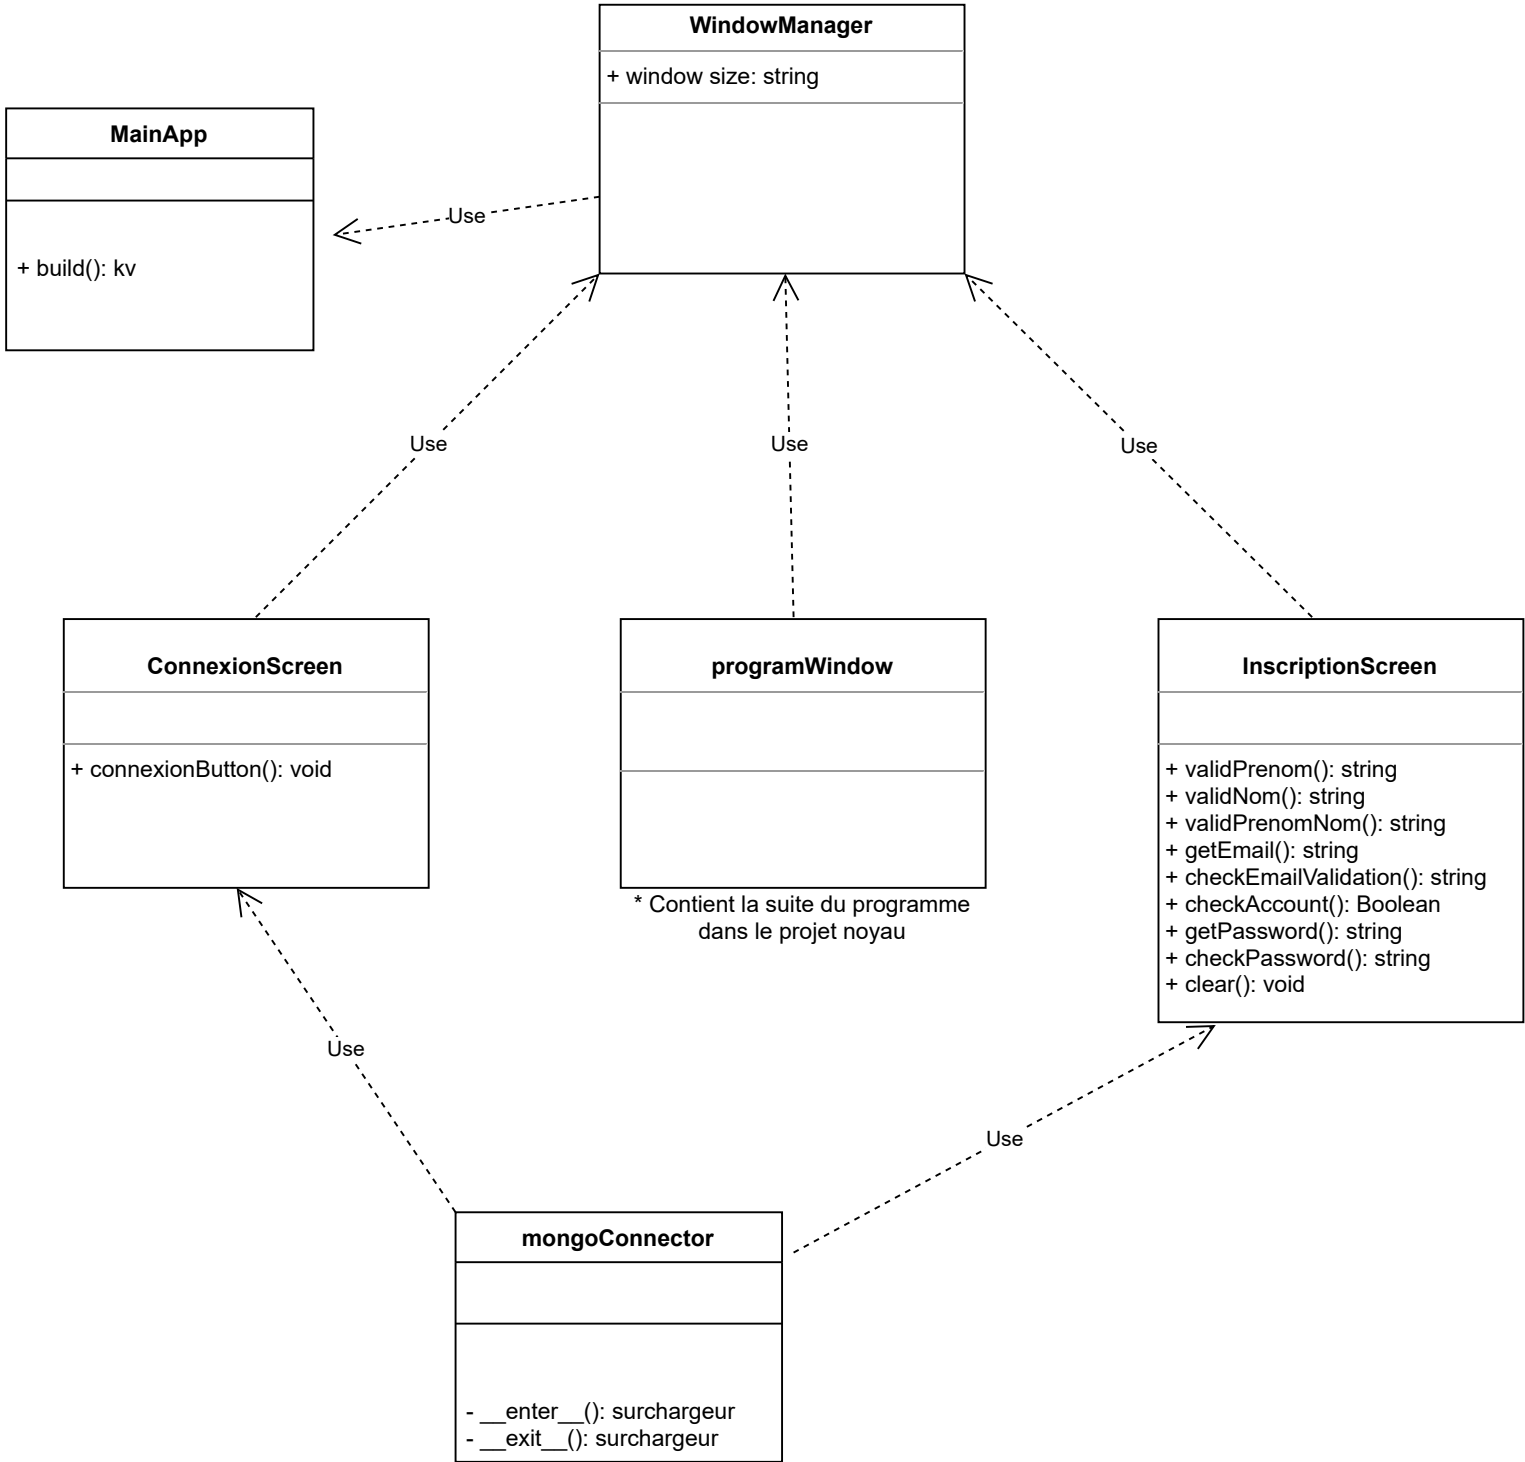 WindowManager
+ window size: string
MainApp
+ build(): kv
Use
Use
Use
Use
ConnexionScreen
+ connexionButton(): void
programWindow
* Contient la suite du programme
dans le projet noyau
InscriptionScreen
+ validPrenom(): string
+ validNom(): string
+ validPrenomNom(): string
+ getEmail(): string
+ checkEmailValidation(): string
+ checkAccount(): Boolean
+ getPassword(): string
+ checkPassword(): string
+ clear(): void
Use
Use
mongoConnector
- __enter__(): surchargeur
- __exit__(): surchargeur